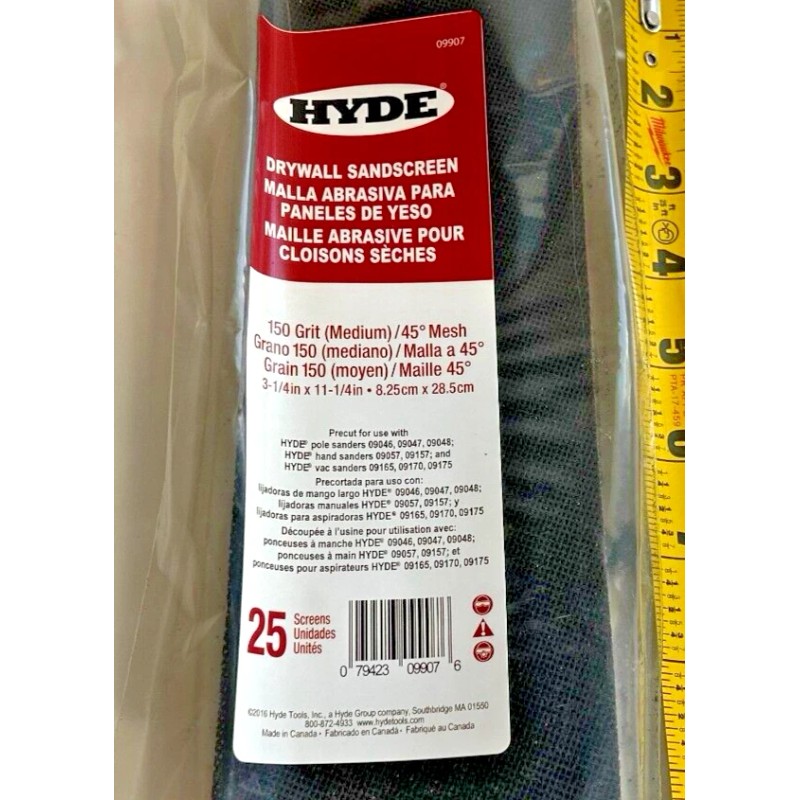 09907
HYDE®
DRYWALL SANDSCREEN
MALLA ABRASIVA PARA
PANELES DE YESO
MAILLE ABRASIVE POUR
CLOISONS SÈCHES
150 Grit (Medium)/45° Mesh
Grano 150 (mediano)/Malla a 45°
Grain 150 (moyen)/Maille 45°
3-1/4in x 11-1/4in • 8.25cm x 28.5cm
Precut for use with
HYDE® pole sanders 09046, 09047, 09048;
HYDE® hand sanders 09057, 09157; and
HYDE® vac sanders 09165, 09170, 09175
Precortada para uso con:
lijadoras de mango largo HYDE® 09046, 09047, 09048;
lijadoras manuales HYDE® 09057, 09157; y
lijadoras para aspiradoras HYDE® 09165, 09170, 09175
Découpée à l'usine pour utilisation avec:
ponceuses à manche HYDE® 09046, 09047, 09048;
ponceuses à main HYDE® 09057, 09157; et
ponceuses pour aspirateurs HYDE® 09165, 09170, 09175
25
Screens
Unidades
Unités
0 79423 09907 6
©2016 Hyde Tools, Inc., a Hyde Group company, Southbridge MA 01550
800-872-4933 www.hydetools.com
Made in Canada • Fabricado en Canadá • Fabriqué au Canada
1
2
Milwaukee
3
4
5
6
7